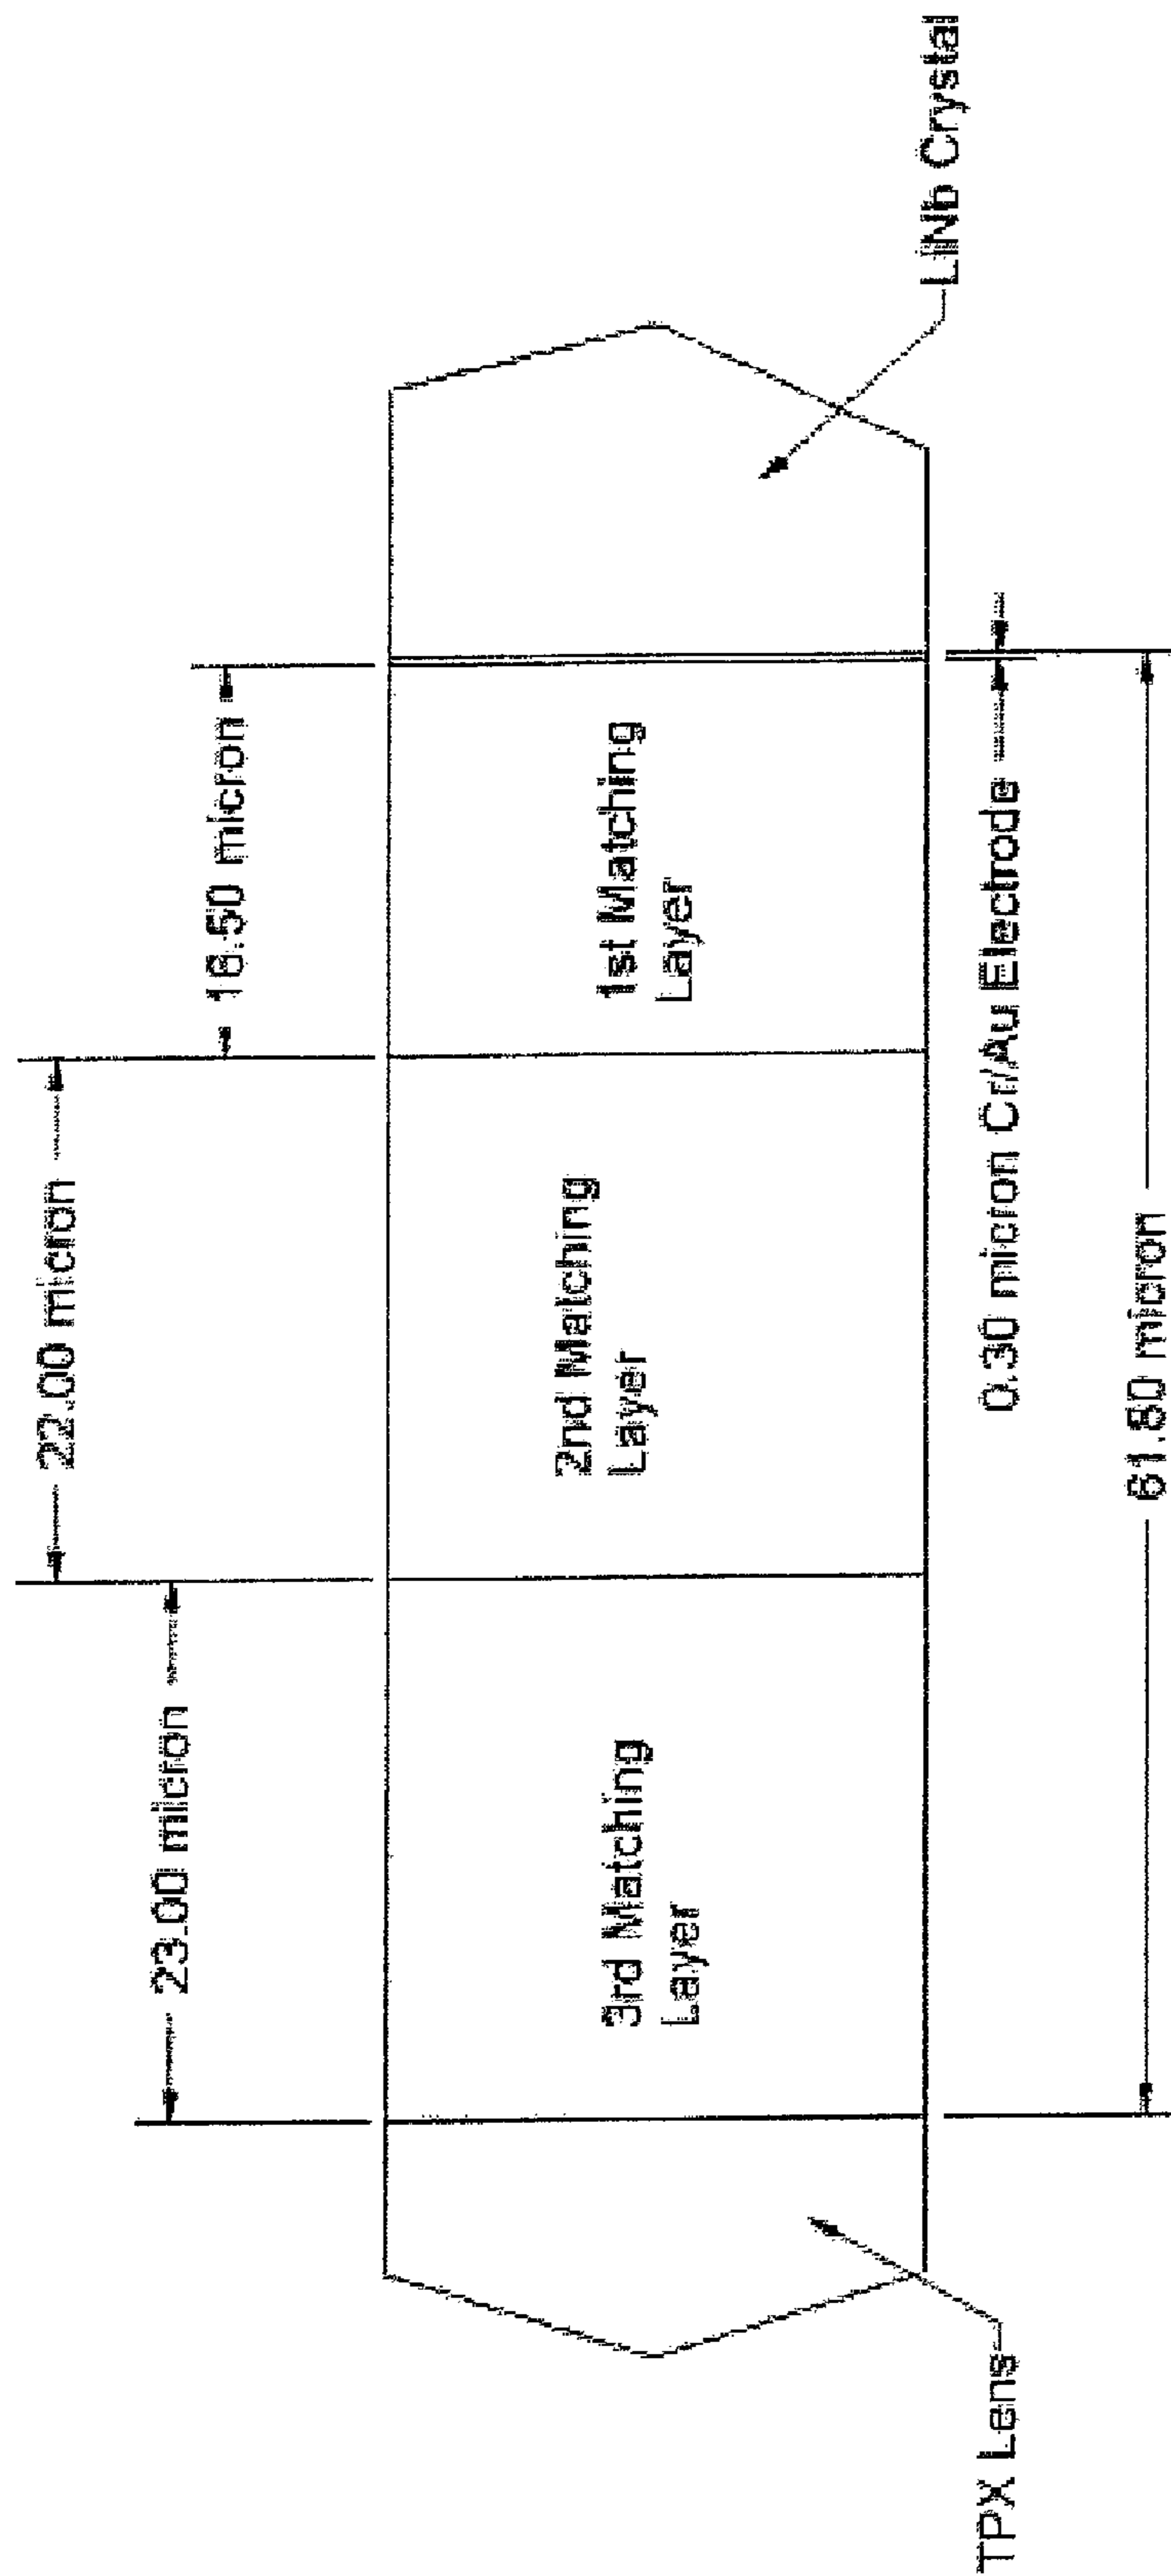 22.00 micron
23.00 micron
16.50 micron
3rd Matching
Layer
2nd Matching
Layer
1st Matching
Layer
TPX Lens
LiNb Crystal
0.30 micron Cr/Au Electrode
61.80 micron